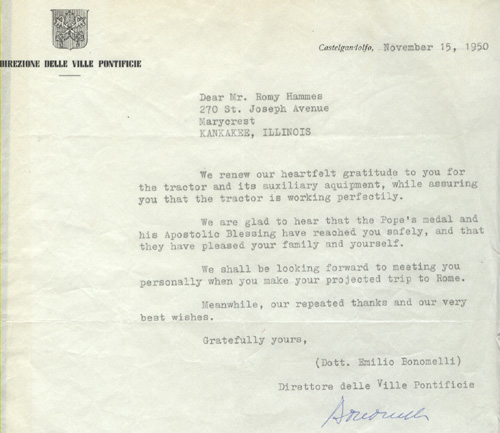 DIREZIONE DELLE VILLE PONTIFICIE
Castelgandolfo, November 15, 1950
Dear Mr. Romy Hammes
270 St. Joseph Avenue
Marycrest
KANKAKEE, ILLINOIS
We renew our heartfelt gratitude to you for
the tractor and its auxiliary aquipment, while assuring
you that the tractor is working perfectily.
We are glad to hear that the Pope's medal and
his Apostolic Blessing have reached you safely, and that
they have pleased your family and yourself.
We shall be looking forward to meeting you
personally when you make your projected trip to Rome.
Meanwhile, our repeated thanks and our very
best wishes.
Gratefully yours,
(Dott. Emilio Bonomelli)
Direttore delle Ville Pontificie
Bonomelli